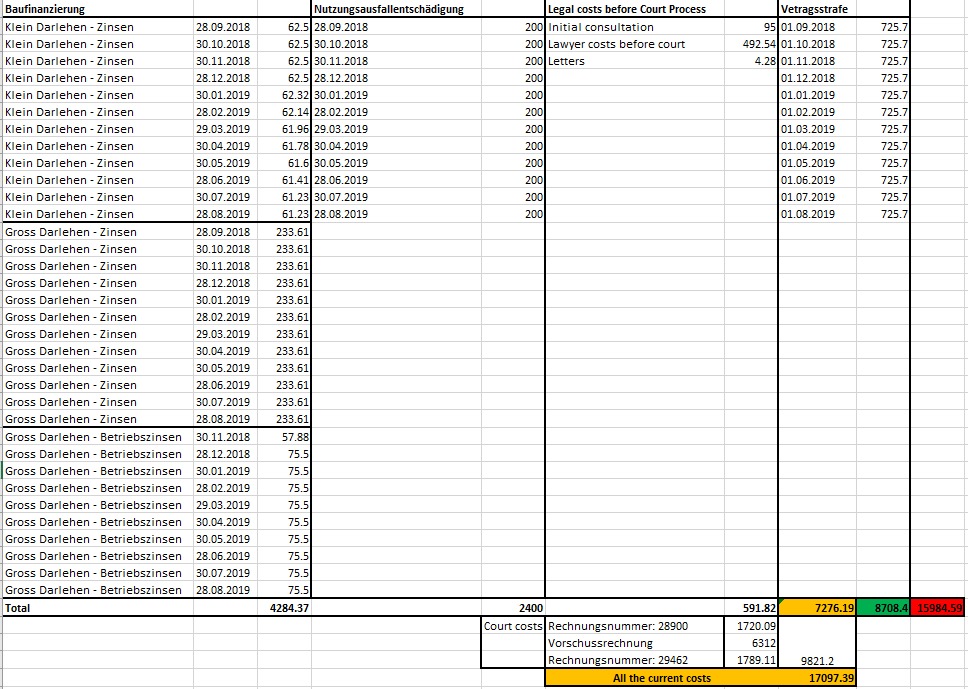 Baufinanzierung Nutzungsausfallentschädigung Legal costs before Court Process Vetragsstrafe
Klein Darlehen - Zinsen 28.09.2018 62.5 28.09.2018 200 Initial consultation 95 01.09.2018 725.7
Klein Darlehen - Zinsen 30.10.2018 62.5 30.10.2018 200 Lawyer costs before court 492.54 01.10.2018 725.7
Klein Darlehen - Zinsen 30.11.2018 62.5 30.11.2018 200 Letters 4.28 01.11.2018 725.7
Klein Darlehen - Zinsen 28.12.2018 62.5 28.12.2018 200 01.12.2018 725.7
Klein Darlehen - Zinsen 30.01.2019 62.32 30.01.2019 200 01.01.2019 725.7
Klein Darlehen - Zinsen 28.02.2019 62.14 28.02.2019 200 01.02.2019 725.7
Klein Darlehen - Zinsen 29.03.2019 61.96 29.03.2019 200 01.03.2019 725.7
Klein Darlehen - Zinsen 30.04.2019 61.78 30.04.2019 200 01.04.2019 725.7
Klein Darlehen - Zinsen 30.05.2019 61.6 30.05.2019 200 01.05.2019 725.7
Klein Darlehen - Zinsen 28.06.2019 61.41 28.06.2019 200 01.06.2019 725.7
Klein Darlehen - Zinsen 30.07.2019 61.23 30.07.2019 200 01.07.2019 725.7
Klein Darlehen - Zinsen 28.08.2019 61.23 28.08.2019 200 01.08.2019 725.7
Gross Darlehen - Zinsen 28.09.2018 233.61
Gross Darlehen - Zinsen 30.10.2018 233.61
Gross Darlehen - Zinsen 30.11.2018 233.61
Gross Darlehen - Zinsen 28.12.2018 233.61
Gross Darlehen - Zinsen 30.01.2019 233.61
Gross Darlehen - Zinsen 28.02.2019 233.61
Gross Darlehen - Zinsen 29.03.2019 233.61
Gross Darlehen - Zinsen 30.04.2019 233.61
Gross Darlehen - Zinsen 30.05.2019 233.61
Gross Darlehen - Zinsen 28.06.2019 233.61
Gross Darlehen - Zinsen 30.07.2019 233.61
Gross Darlehen - Zinsen 28.08.2019 233.61
Gross Darlehen - Betriebszinsen 30.11.2018 57.88
Gross Darlehen - Betriebszinsen 28.12.2018 75.5
Gross Darlehen - Betriebszinsen 30.01.2019 75.5
Gross Darlehen - Betriebszinsen 28.02.2019 75.5
Gross Darlehen - Betriebszinsen 29.03.2019 75.5
Gross Darlehen - Betriebszinsen 30.04.2019 75.5
Gross Darlehen - Betriebszinsen 30.05.2019 75.5
Gross Darlehen - Betriebszinsen 28.06.2019 75.5
Gross Darlehen - Betriebszinsen 30.07.2019 75.5
Gross Darlehen - Betriebszinsen 28.08.2019 75.5
Total 4284.37 2400 591.82 7276.19 8708.4 15984.59
Court costs Rechnungsnummer: 28900 1720.09
Vorschussrechnung 6312
Rechnungsnummer: 29462 1789.11 9821.2
All the current costs 17097.39